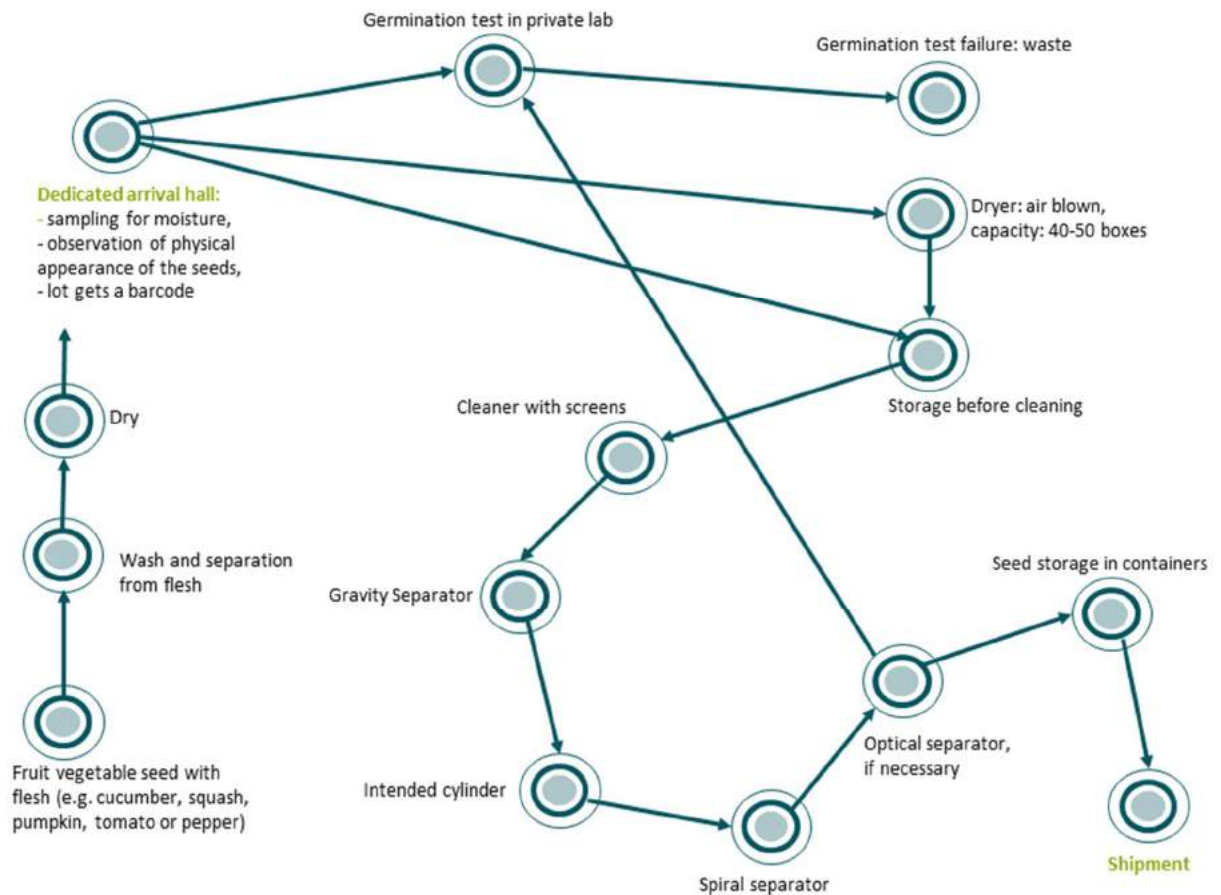 Germination test in private lab
Germination test failure: waste
Dedicated arrival hall:
- sampling for moisture,
- observation of physical
appearance of the seeds,
- lot gets a barcode
Dryer: air blown,
capacity: 40-50 boxes
Storage before cleaning
Cleaner with screens
Dry
Wash and separation
from flesh
Gravity Separator
Seed storage in containers
Fruit vegetable seed with
flesh (e.g. cucumber, squash,
pumpkin, tomato or pepper)
Intended cylinder
Optical separator,
if necessary
Spiral separator
Shipment